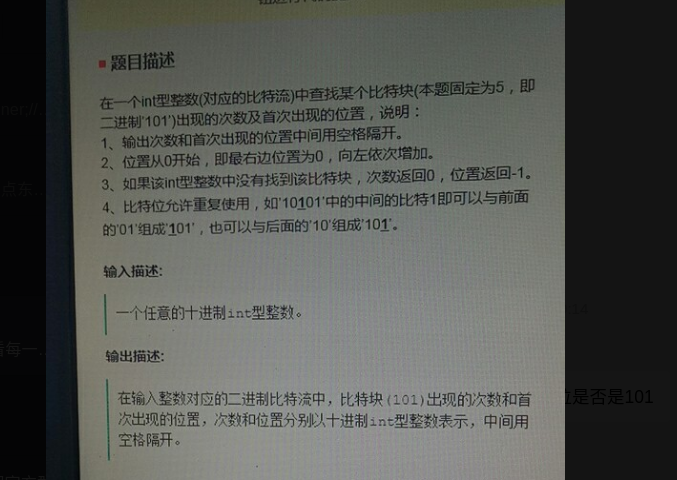 题目描述
在一个int型整数(对应的比特流)中查找某个比特块(本题固定为5，即
二进制'101')出现的次数及首次出现的位置，说明：
1、输出次数和首次出现的位置中间用空格隔开。
2、位置从0开始，即最右边位置为0，向左依次增加。
3、如果该int型整数中没有找到该比特块，次数返回0，位置返回-1。
4、比特位允许重复使用，如'10101'中的中间的比特1即可以与前面
的'01'组成'101'，也可以与后面的'10'组成'101'。
输入描述:
一个任意的十进制int型整数。
输出描述:
在输入整数对应的二进制比特流中，比特块(101)出现的次数和首
次出现的位置，次数和位置分别以十进制int型整数表示，中间用
空格隔开。
位是否是101
看每一
点东